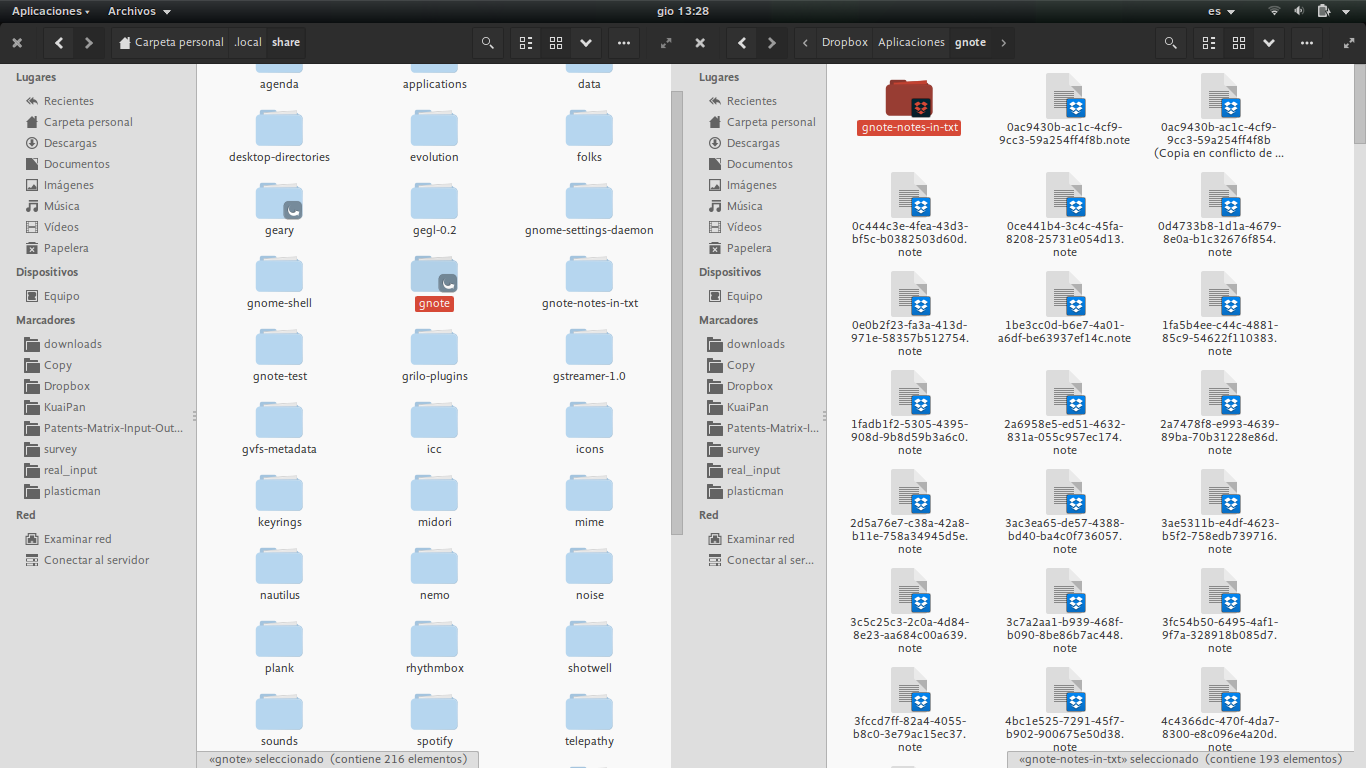 Aplicaciones
Archivos
gio 13:28
es
Carpeta personal
.local
share
Dropbox
Aplicaciones
gnote
Lugares
Recientes
Carpeta personal
Descargas
Documentos
Imágenes
Música
Vídeos
Papelera
Dispositivos
Equipo
Marcadores
downloads
Copy
Dropbox
KuaiPan
Patents-Matrix-Input-Out...
survey
real_input
plasticman
Red
Examinar red
Conectar al servidor
agenda
applications
data
desktop-directories
evolution
folks
geary
gegl-0.2
gnome-settings-daemon
gnome-shell
gnote
gnote-notes-in-txt
gnote-test
grilo-plugins
gstreamer-1.0
gvfs-metadata
icc
icons
keyrings
midori
mime
nautilus
nemo
noise
plank
rhythmbox
shotwell
sounds
spotify
telepathy
«gnote» seleccionado (contiene 216 elementos)
Lugares
Recientes
Carpeta personal
Descargas
Documentos
Imágenes
Música
Vídeos
Papelera
Dispositivos
Equipo
Marcadores
downloads
Copy
Dropbox
KuaiPan
Patents-Matrix-I...
survey
real_input
plasticman
Red
Examinar red
Conectar al ser...
gnote-notes-in-txt
0ac9430b-ac1c-4cf9-
9cc3-59a254ff4f8b.note
0ac9430b-ac1c-4cf9-
9cc3-59a254ff4f8b
(Copia en conflicto de ...
0c444c3e-4fea-43d3-
bf5c-b0382503d60d.
note
0ce441b4-3c4c-45fa-
8208-25731e054d13.
note
0d4733b8-1d1a-4679-
8e0a-b1c32676f854.
note
0e0b2f23-fa3a-413d-
971e-58357b512754.
note
1be3cc0d-b6e7-4a01-
a6df-be63937ef14c.note
1fa5b4ee-c44c-4881-
85c9-54622f110383.
note
1fadb1f2-5305-4395-
908d-9b8d59b3a6c0.
note
2a6958e5-ed51-4632-
831a-055c957ec174.
note
2a7478f8-e993-4639-
89ba-70b31228e86d.
note
2d5a76e7-c38a-42a8-
b11e-758a34945d5e.
note
3ac3ea65-de57-4388-
bd40-ba4c0f736057.
note
3ae5311b-e4df-4623-
b5f2-758edb739716.
note
3c5c25c3-2c0a-4d84-
8e23-aa684c00a639.
note
3c7a2aa1-b939-468f-
b090-8be86b7ac448.
note
3fc54b50-6495-4af1-
9f7a-328918b085d7.
note
3fccd7ff-82a4-4055-
b8c0-3e79ac15ec37.
note
4bc1e525-7291-45f7-
b902-900675e50d38.
note
4c4366dc-470f-4da7-
8300-e8c096e4a20d.
note
«gnote-notes-in-txt» seleccionado (contiene 193 elementos)